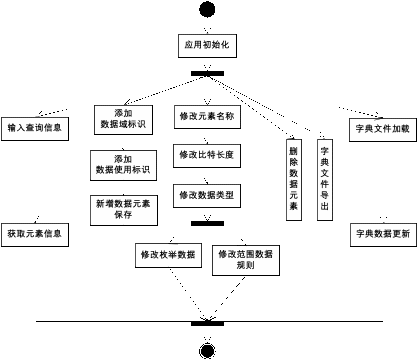 应用初始化
输入查询信息
添加
数据域标识
修改元素名称
字典文件加载
添加
数据使用标识
修改比特长度
删除数据元素
字典文件导出
新增数据元素
保存
修改数据类型
获取元素信息
字典数据更新
修改枚举数据
修改范围数据
规则